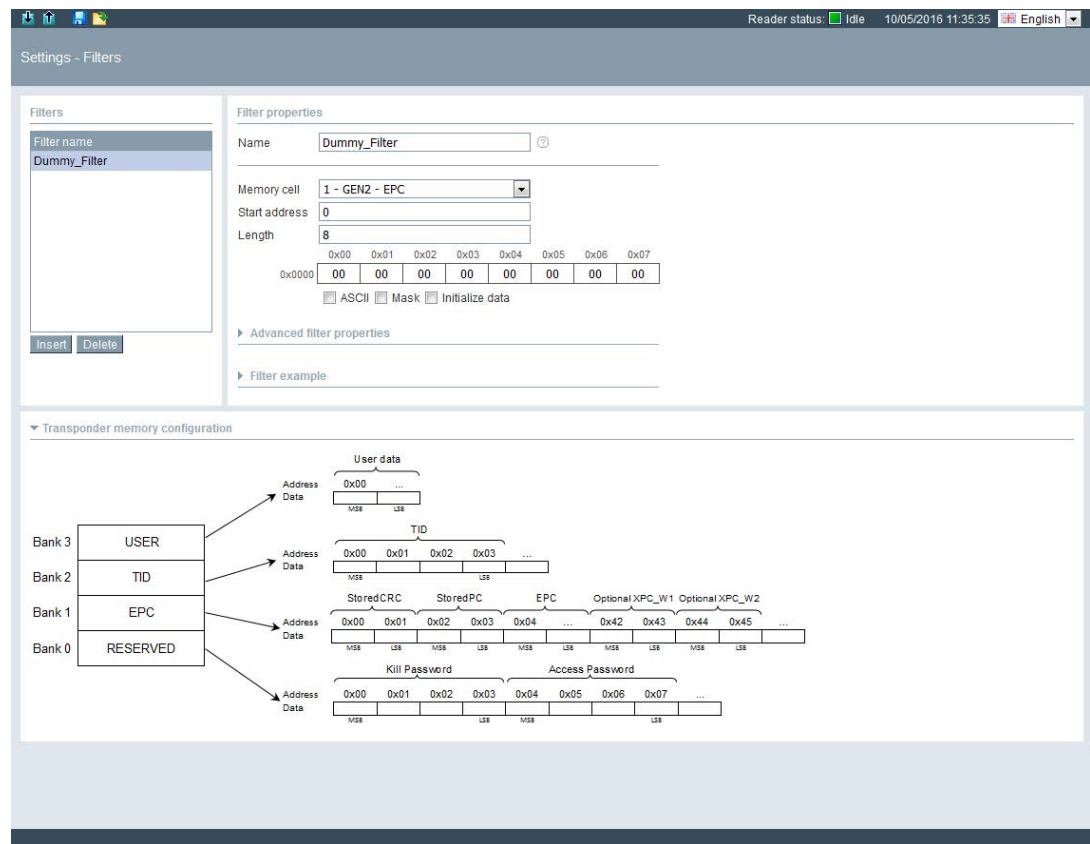 Reader status: Idle 10/05/2016 11:35:35 English
Settings - Filters
Filters
Filter name
Dummy_Filter
Insert Delete
Filter properties
Name Dummy_Filter ?
Memory cell 1 - GEN2 - EPC
Start address 0
Length 8
0x00 0x01 0x02 0x03 0x04 0x05 0x06 0x07
0x0000 00 00 00 00 00 00 00 00
ASCII Mask Initialize data
Advanced filter properties
Filter example
Transponder memory configuration
Bank 3 USER
Bank 2 TID
Bank 1 EPC
Bank 0 RESERVED
User data
Address 0x00 ...
Data
MSB LSB
TID
Address 0x00 0x01 0x02 0x03 ...
Data
MSB LSB
StoredCRC StoredPC EPC Optional XPC_W1 Optional XPC_W2
Address 0x00 0x01 0x02 0x03 0x04 ... 0x42 0x43 0x44 0x45 ...
Data
MSB LSB MSB LSB MSB LSB MSB LSB MSB LSB
Kill Password Access Password
Address 0x00 0x01 0x02 0x03 0x04 0x05 0x06 0x07 ...
Data
MSB LSB MSB LSB